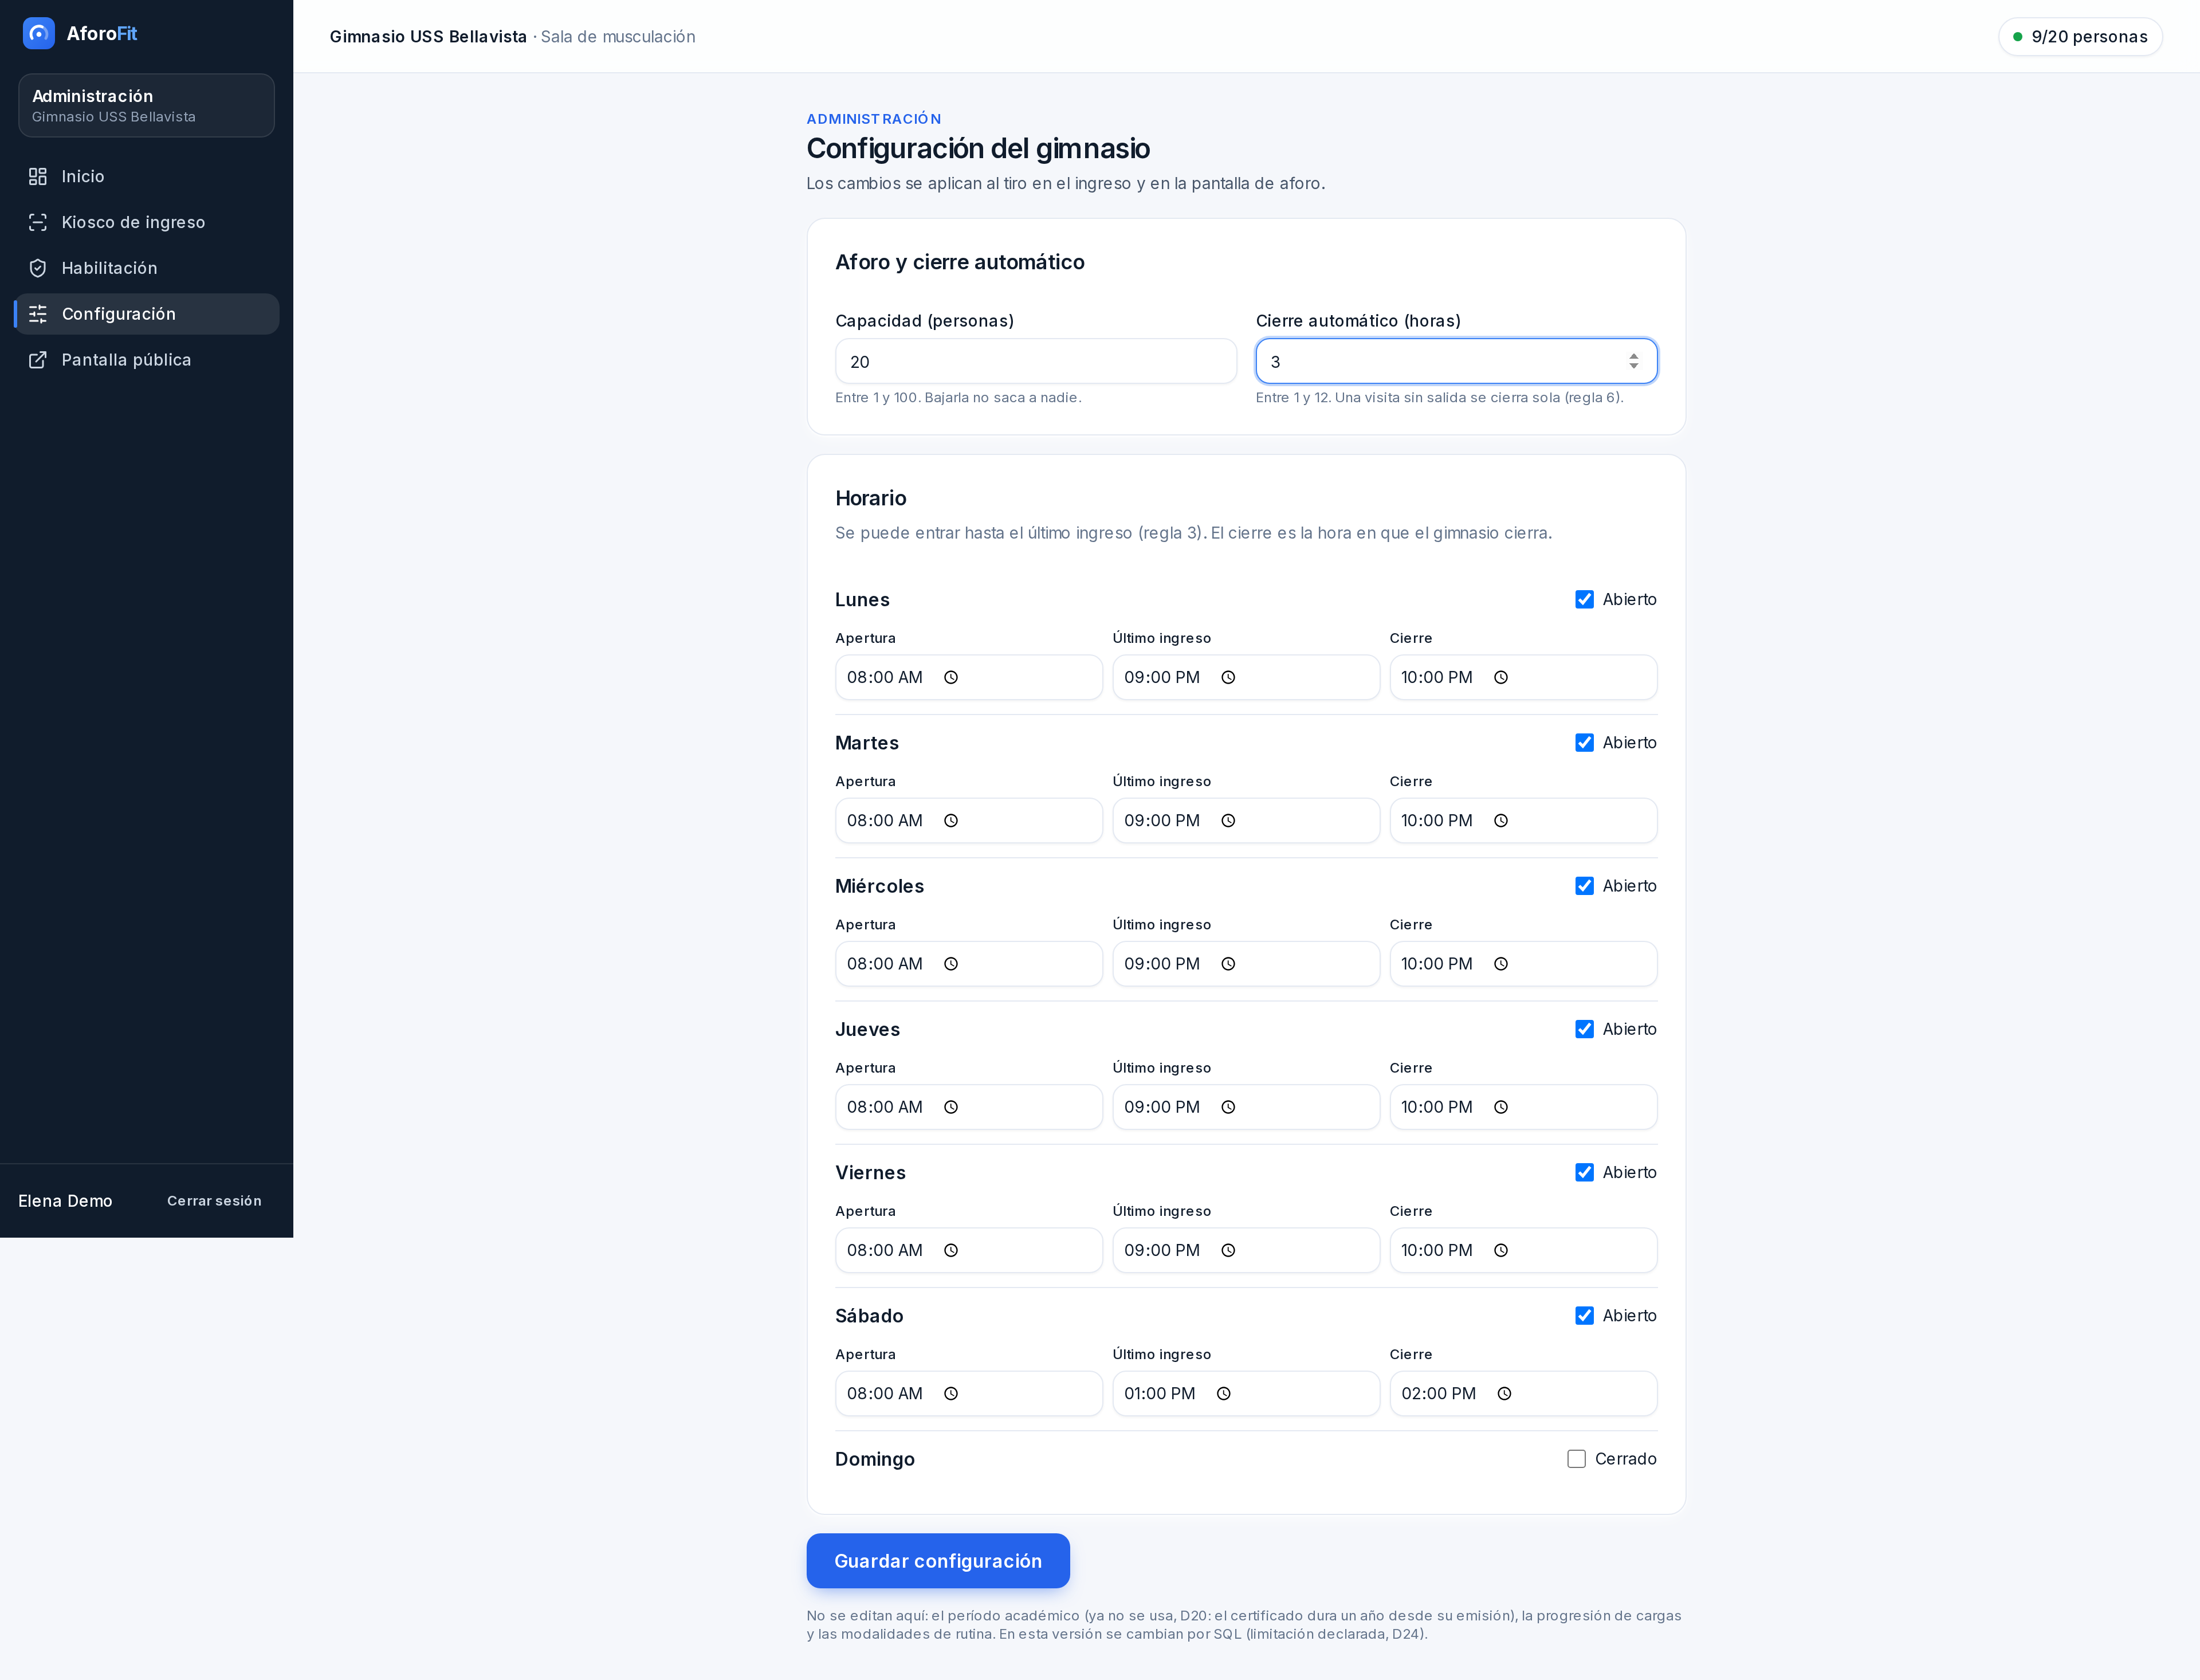 AforoFit
Administración
Gimnasio USS Bellavista
Inicio
Kiosco de ingreso
Habilitación
Configuración
Pantalla pública
Elena Demo
Cerrar sesión
Gimnasio USS Bellavista · Sala de musculación
9/20 personas
ADMINISTRACIÓN
Configuración del gimnasio
Los cambios se aplican al tiro en el ingreso y en la pantalla de aforo.
Aforo y cierre automático
Capacidad (personas)
20
Entre 1 y 100. Bajarla no saca a nadie.
Cierre automático (horas)
3
Entre 1 y 12. Una visita sin salida se cierra sola (regla 6).
Horario
Se puede entrar hasta el último ingreso (regla 3). El cierre es la hora en que el gimnasio cierra.
Lunes
Abierto
Apertura Último ingreso Cierre
08:00 AM 09:00 PM 10:00 PM
Martes
Abierto
Apertura Último ingreso Cierre
08:00 AM 09:00 PM 10:00 PM
Miércoles
Abierto
Apertura Último ingreso Cierre
08:00 AM 09:00 PM 10:00 PM
Jueves
Abierto
Apertura Último ingreso Cierre
08:00 AM 09:00 PM 10:00 PM
Viernes
Abierto
Apertura Último ingreso Cierre
08:00 AM 09:00 PM 10:00 PM
Sábado
Abierto
Apertura Último ingreso Cierre
08:00 AM 01:00 PM 02:00 PM
Domingo
Cerrado
Guardar configuración
No se editan aquí: el período académico (ya no se usa, D20: el certificado dura un año desde su emisión), la progresión de cargas
y las modalidades de rutina. En esta versión se cambian por SQL (limitación declarada, D24).